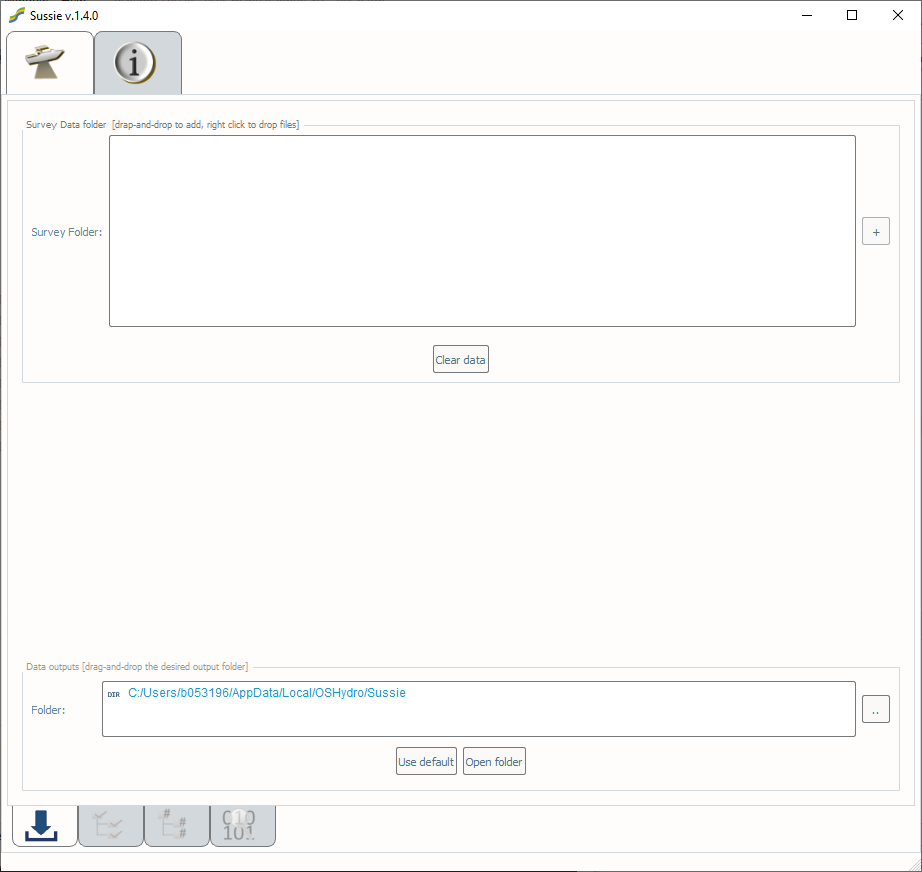 Sussie v.1.4.0
i
Survey Data folder [drap-and-drop to add, right click to drop files]
Survey Folder:
+
Clear data
Data outputs [drag-and-drop the desired output folder]
Folder:
DIR C:/Users/b053196/AppData/Local/OSHydro/Sussie
..
Use default
Open folder
#
#
#
010
101..